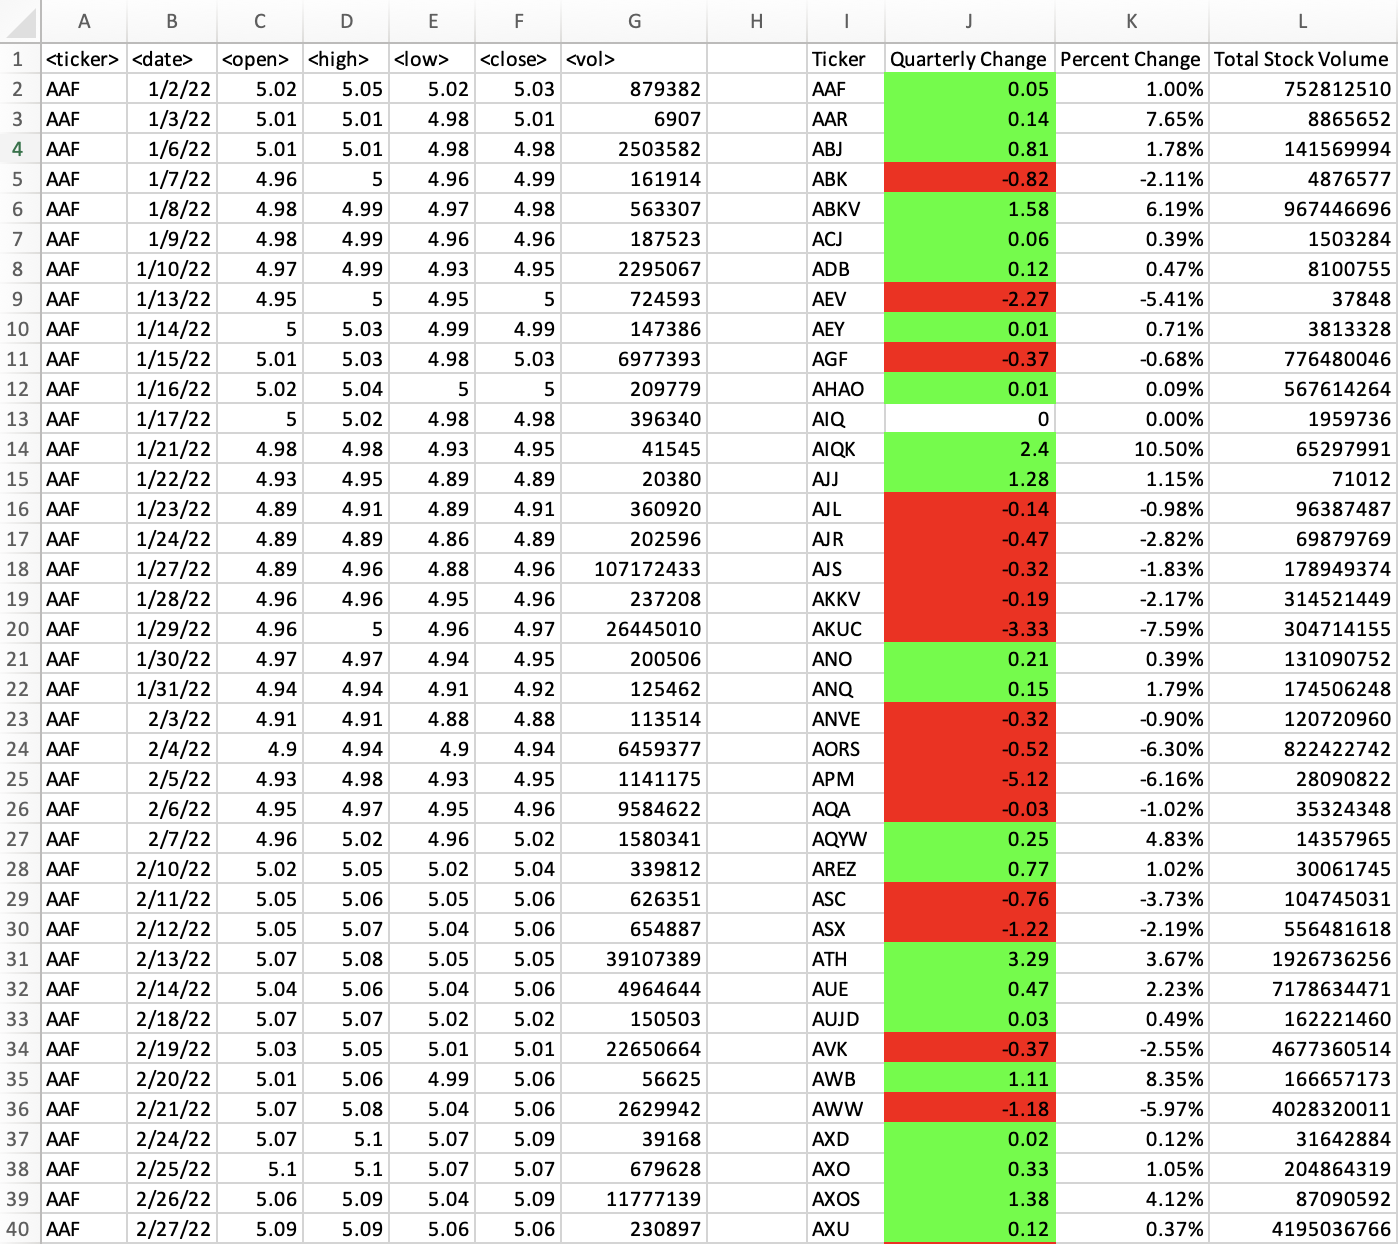 A B C D E F G H I J K L
1 <ticker> <date> <open> <high> <low> <close> <vol> Ticker Quarterly Change Percent Change Total Stock Volume
2 AAF 1/2/22 5.02 5.05 5.02 5.03 879382 AAF 0.05 1.00% 752812510
3 AAF 1/3/22 5.01 5.01 4.98 5.01 6907 AAR 0.14 7.65% 8865652
4 AAF 1/6/22 5.01 5.01 4.98 4.98 2503582 ABJ 0.81 1.78% 141569994
5 AAF 1/7/22 4.96 5 4.96 4.99 161914 ABK -0.82 -2.11% 4876577
6 AAF 1/8/22 4.98 4.99 4.97 4.98 563307 ABKV 1.58 6.19% 967446696
7 AAF 1/9/22 4.98 4.99 4.96 4.96 187523 ACJ 0.06 0.39% 1503284
8 AAF 1/10/22 4.97 4.99 4.93 4.95 2295067 ADB 0.12 0.47% 8100755
9 AAF 1/13/22 4.95 5 4.95 5 724593 AEV -2.27 -5.41% 37848
10 AAF 1/14/22 5 5.03 4.99 4.99 147386 AEY 0.01 0.71% 3813328
11 AAF 1/15/22 5.01 5.03 4.98 5.03 6977393 AGF -0.37 -0.68% 776480046
12 AAF 1/16/22 5.02 5.04 5 5 209779 AHAO 0.01 0.09% 567614264
13 AAF 1/17/22 5 5.02 4.98 4.98 396340 AIQ 0 0.00% 1959736
14 AAF 1/21/22 4.98 4.98 4.93 4.95 41545 AIQK 2.4 10.50% 65297991
15 AAF 1/22/22 4.93 4.95 4.89 4.89 20380 AJJ 1.28 1.15% 71012
16 AAF 1/23/22 4.89 4.91 4.89 4.91 360920 AJL -0.14 -0.98% 96387487
17 AAF 1/24/22 4.89 4.89 4.86 4.89 202596 AJR -0.47 -2.82% 69879769
18 AAF 1/27/22 4.89 4.96 4.88 4.96 107172433 AJS -0.32 -1.83% 178949374
19 AAF 1/28/22 4.96 4.96 4.95 4.96 237208 AKKV -0.19 -2.17% 314521449
20 AAF 1/29/22 4.96 5 4.96 4.97 26445010 AKUC -3.33 -7.59% 304714155
21 AAF 1/30/22 4.97 4.97 4.94 4.95 200506 ANO 0.21 0.39% 131090752
22 AAF 1/31/22 4.94 4.94 4.91 4.92 125462 ANQ 0.15 1.79% 174506248
23 AAF 2/3/22 4.91 4.91 4.88 4.88 113514 ANVE -0.32 -0.90% 120720960
24 AAF 2/4/22 4.9 4.94 4.9 4.94 6459377 AORS -0.52 -6.30% 822422742
25 AAF 2/5/22 4.93 4.98 4.93 4.95 1141175 APM -5.12 -6.16% 28090822
26 AAF 2/6/22 4.95 4.97 4.95 4.96 9584622 AQA -0.03 -1.02% 35324348
27 AAF 2/7/22 4.96 5.02 4.96 5.02 1580341 AQYW 0.25 4.83% 14357965
28 AAF 2/10/22 5.02 5.05 5.02 5.04 339812 AREZ 0.77 1.02% 30061745
29 AAF 2/11/22 5.05 5.06 5.05 5.06 626351 ASC -0.76 -3.73% 104745031
30 AAF 2/12/22 5.05 5.07 5.04 5.06 654887 ASX -1.22 -2.19% 556481618
31 AAF 2/13/22 5.07 5.08 5.05 5.05 39107389 ATH 3.29 3.67% 1926736256
32 AAF 2/14/22 5.04 5.06 5.04 5.06 4964644 AUE 0.47 2.23% 7178634471
33 AAF 2/18/22 5.07 5.07 5.02 5.02 150503 AUJD 0.03 0.49% 162221460
34 AAF 2/19/22 5.03 5.05 5.01 5.01 22650664 AVK -0.37 -2.55% 4677360514
35 AAF 2/20/22 5.01 5.06 4.99 5.06 56625 AWB 1.11 8.35% 166657173
36 AAF 2/21/22 5.07 5.08 5.04 5.06 2629942 AWW -1.18 -5.97% 4028320011
37 AAF 2/24/22 5.07 5.1 5.07 5.09 39168 AXD 0.02 0.12% 31642884
38 AAF 2/25/22 5.1 5.1 5.07 5.07 679628 AXO 0.33 1.05% 204864319
39 AAF 2/26/22 5.06 5.09 5.04 5.09 11777139 AXOS 1.38 4.12% 87090592
40 AAF 2/27/22 5.09 5.09 5.06 5.06 230897 AXU 0.12 0.37% 4195036766